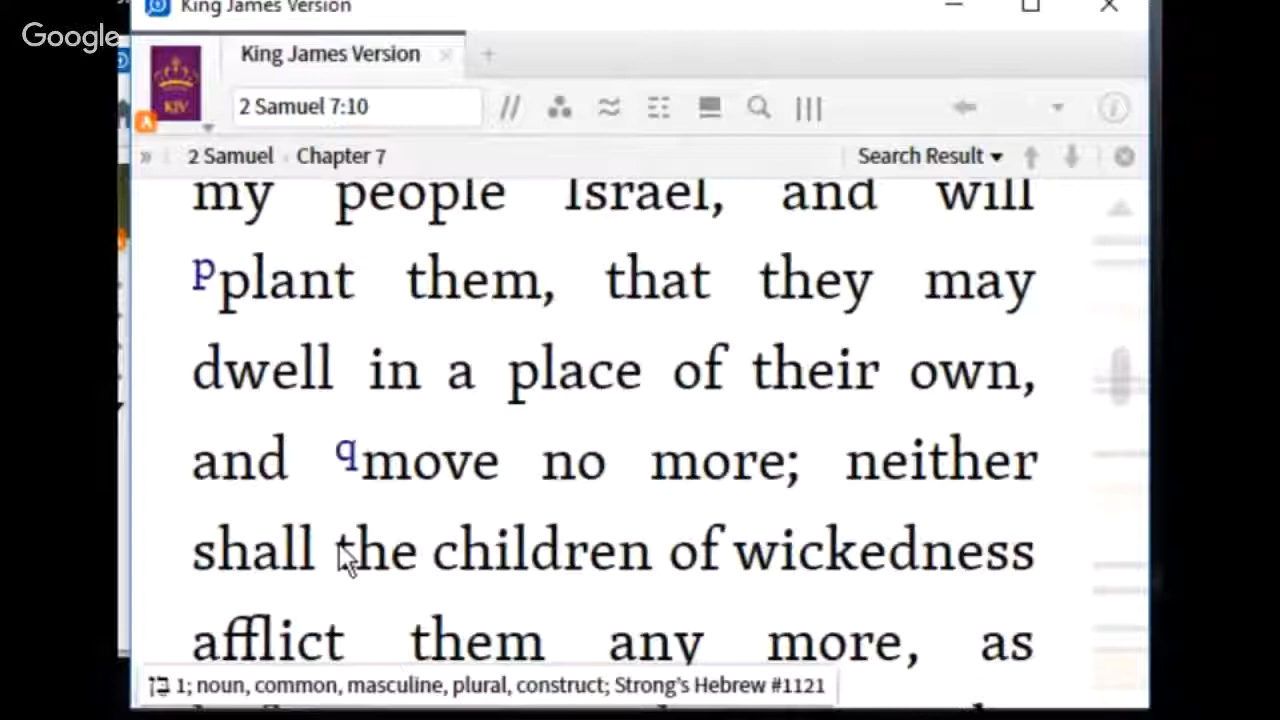 King James Version
Google
King James Version
KJV
2 Samuel 7:10
2 Samuel Chapter 7
Search Result
my people Israel, and will
pplant them, that they may
dwell in a place of their own,
and qmove no more; neither
shall the children of wickedness
afflict them any more, as
בֵּן 1; noun, common, masculine, plural, construct; Strong's Hebrew #1121